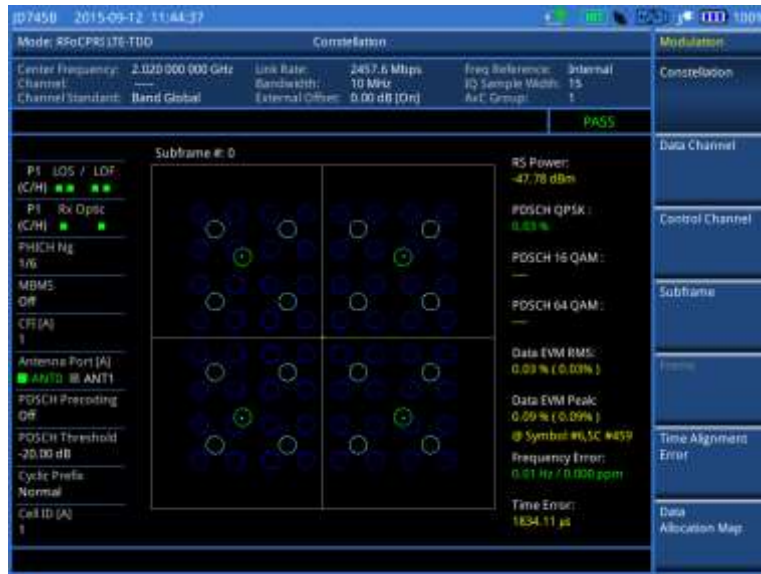 JD745B 2015-09-12 11:44:37
Mode: RFoCPRI LTE-TDD
Constellation
Center Frequency: 2.020 000 000 GHz
Channel: ----
Channel Standard: Band Global
Link Rate: 2457.6 Mbps
Bandwidth: 10 MHz
External Offset: 0.00 dB [On]
Freq Reference: Internal
IQ Sample Width: 15
AxC Group: 1
PASS
Subframe #: 0
P1 LOS / LOF
(C/H)
P1 Rx Optic
(C/H)
PHICH Ng
1/6
MBMS
Off
CFI [A]
1
Antenna Port [A]
ANT0 ANT1
PDSCH Precoding
Off
PDSCH Threshold
-20.00 dB
Cyclic Prefix
Normal
Cell ID [A]
1
RS Power:
-47.78 dBm
PDSCH QPSK :
0.03 %
PDSCH 16 QAM :
----
PDSCH 64 QAM :
----
Data EVM RMS:
0.03 % ( 0.03% )
Data EVM Peak:
0.09 % ( 0.09% )
@ Symbol #6,SC #459
Frequency Error:
0.01 Hz / 0.000 ppm
Time Error:
1834.11 µs
Modulation
Constellation
Data Channel
Control Channel
Subframe
Frame
Time Alignment
Error
Data
Allocation Map